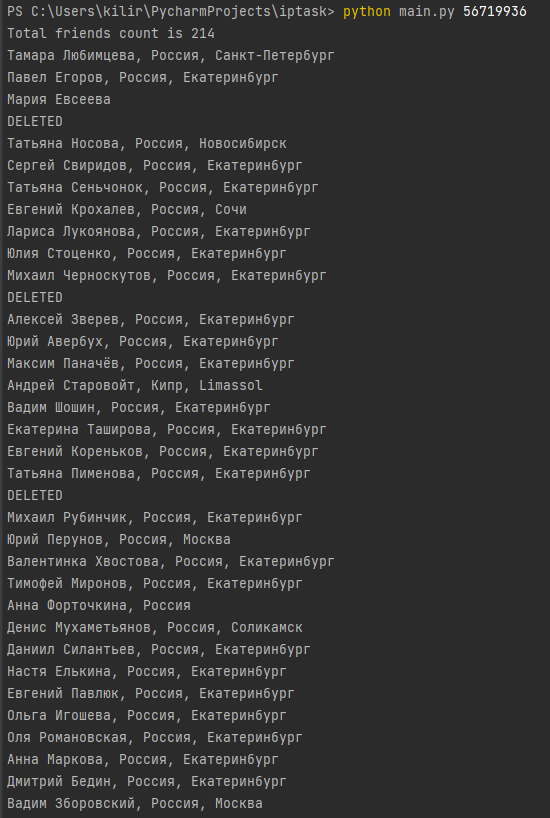 PS C:\Users\kilir\PycharmProjects\iptask> python main.py 56719936
Total friends count is 214
Тамара Любимцева, Россия, Санкт-Петербург
Павел Егоров, Россия, Екатеринбург
Мария Евсеева
DELETED
Татьяна Носова, Россия, Новосибирск
Сергей Свиридов, Россия, Екатеринбург
Татьяна Сеньчонок, Россия, Екатеринбург
Евгений Крохалев, Россия, Сочи
Лариса Лукоянова, Россия, Екатеринбург
Юлия Стоценко, Россия, Екатеринбург
Михаил Черноскутов, Россия, Екатеринбург
DELETED
Алексей Зверев, Россия, Екатеринбург
Юрий Авербух, Россия, Екатеринбург
Максим Паначёв, Россия, Екатеринбург
Андрей Старовойт, Кипр, Limassol
Вадим Шошин, Россия, Екатеринбург
Екатерина Таширова, Россия, Екатеринбург
Евгений Кореньков, Россия, Екатеринбург
Татьяна Пименова, Россия, Екатеринбург
DELETED
Михаил Рубинчик, Россия, Екатеринбург
Юрий Перунов, Россия, Москва
Валентинка Хвостова, Россия, Екатеринбург
Тимофей Миронов, Россия, Екатеринбург
Анна Форточкина, Россия
Денис Мухаметьянов, Россия, Соликамск
Даниил Силантьев, Россия, Екатеринбург
Настя Елькина, Россия, Екатеринбург
Евгений Павлюк, Россия, Екатеринбург
Ольга Игошева, Россия, Екатеринбург
Оля Романовская, Россия, Екатеринбург
Анна Маркова, Россия, Екатеринбург
Дмитрий Бедин, Россия, Екатеринбург
Вадим Зборовский, Россия, Москва